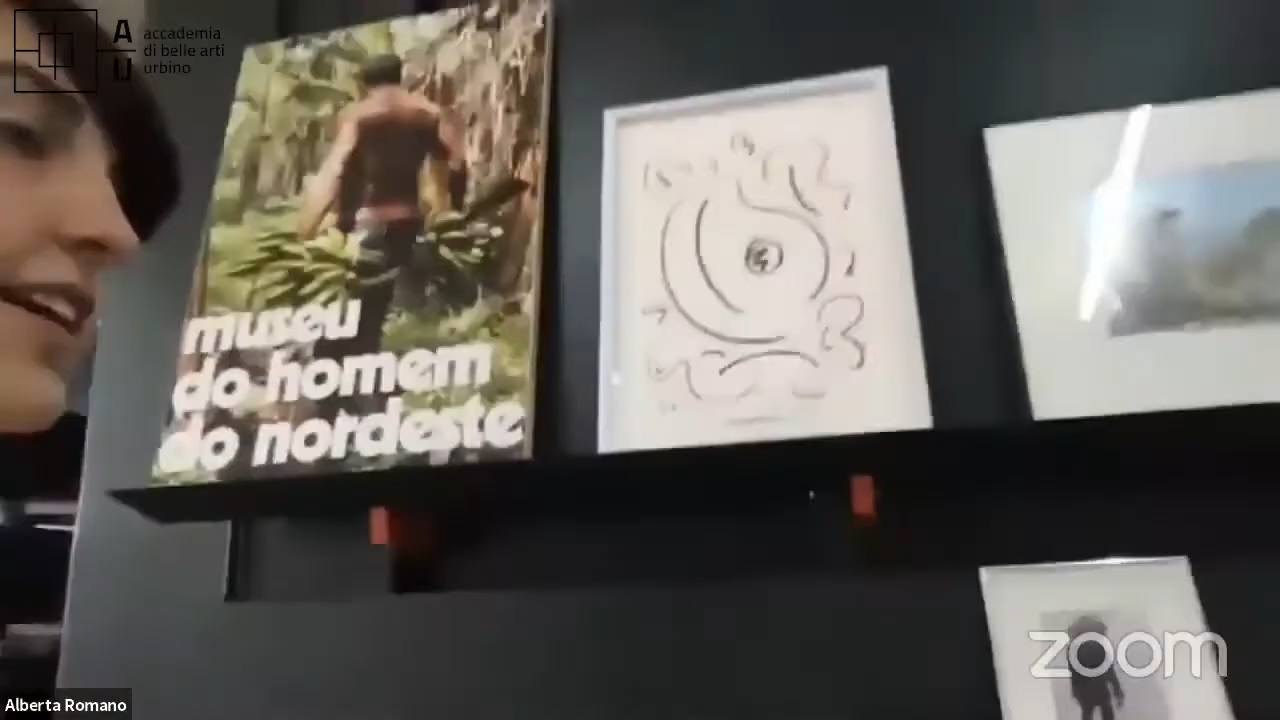 accademia
di belle arti
urbino
museu
do homem
do nordeste
zoom
Alberta Romano